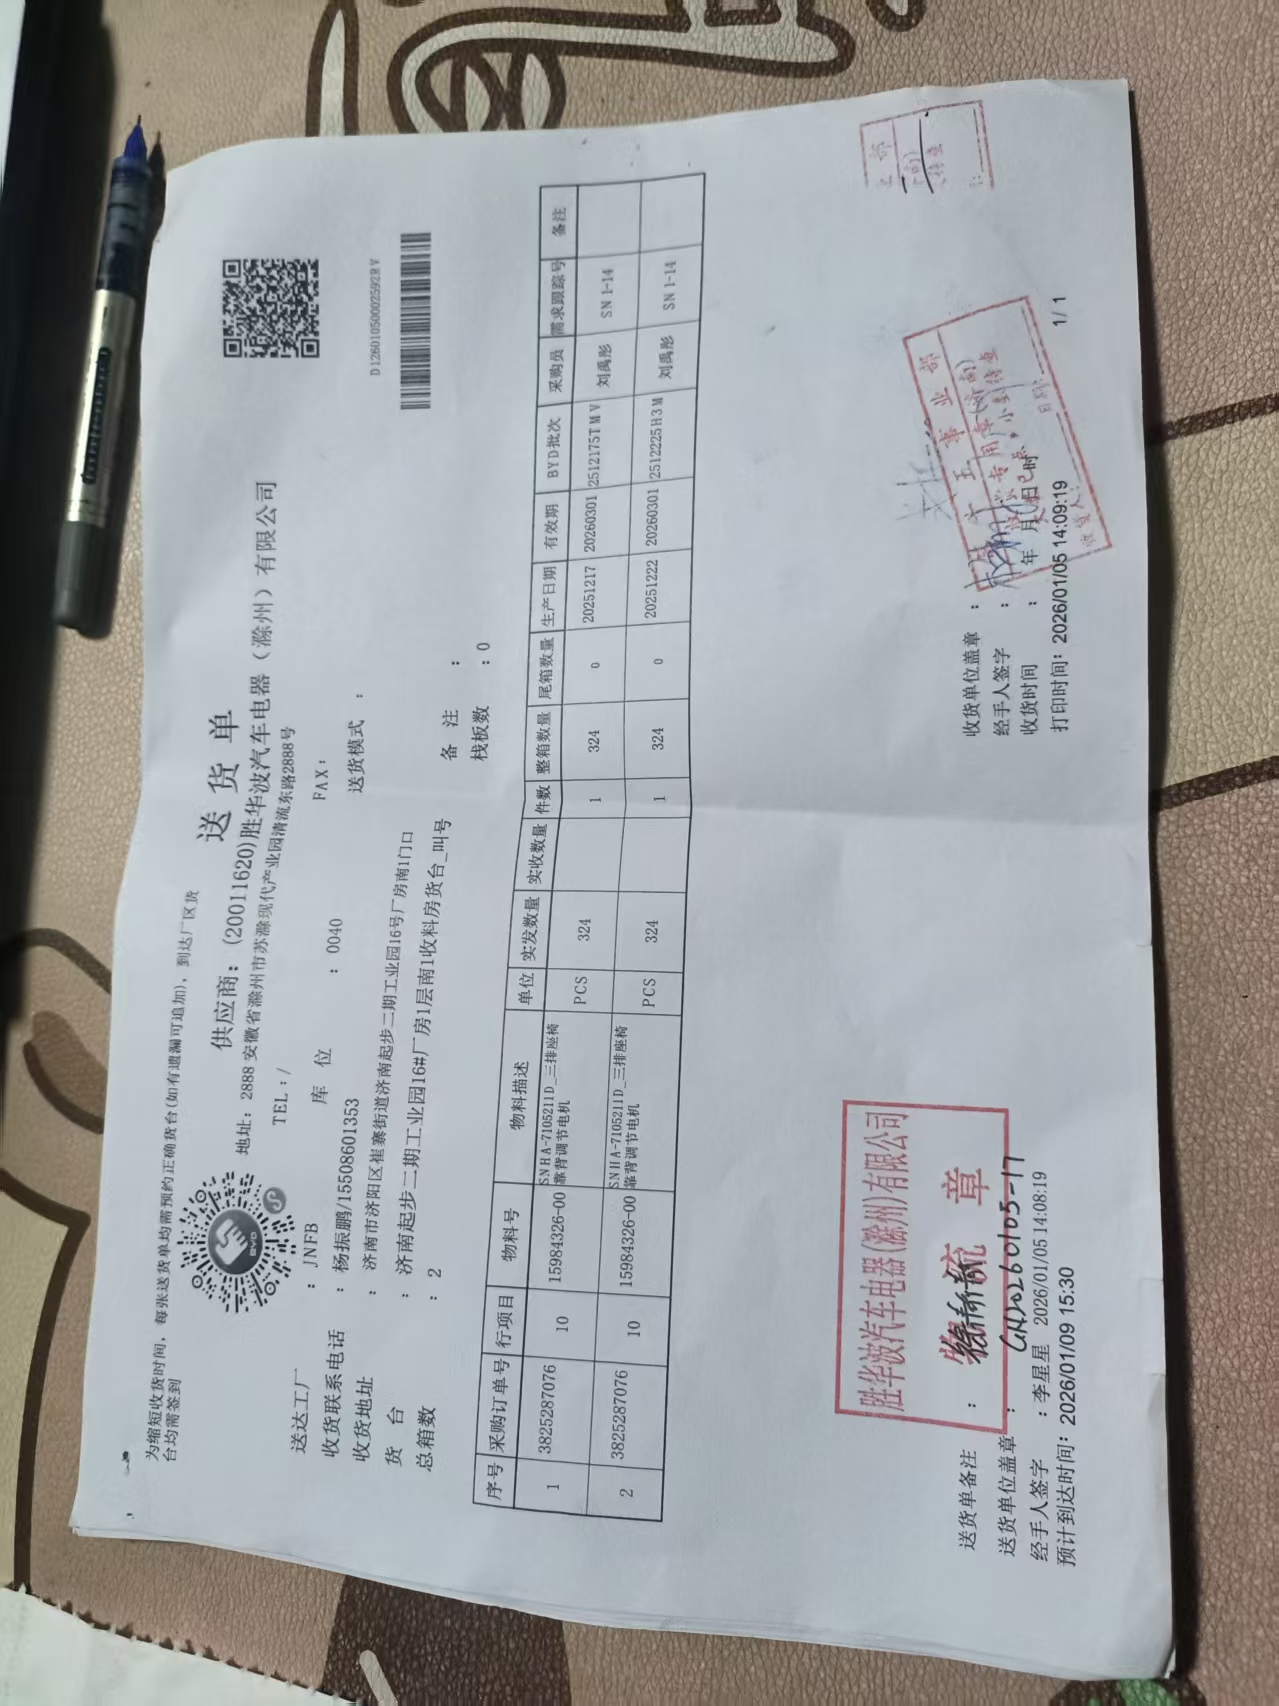 为缩短收货时间，每张送货单均需预约正确货台(如有遗漏可追加)，到达厂区货
台均需签到
送货单
供应商：(20011620)胜华波汽车电器（滁州）有限公司
地址：2888 安徽省滁州市苏滁现代产业园清流东路2888号
TEL:/ FAX:
D12601050002592RV
BYD
送达工厂 : JNFB 库位 : 0040 送货模式 :
收货联系电话 : 杨振鹏/15508601353
收货地址 : 济南市济阳区崔寨街道济南起步二期工业园16号厂房南1门口
货台 : 济南起步二期工业园16#厂房1层南1收料房货台_叫号 备注 :
总箱数 : 2 栈板数 : 0
序号 采购订单号 行项目 物料号 物料描述 单位 实发数量 实收数量 件数 整箱数量 尾箱数量 生产日期 有效期 BYD批次 采购员 需求跟踪号 备注
1 3825287076 10 15984326-00 SNHA-7105211D_三排座椅靠背调节电机 PCS 324 1 324 0 20251217 20260301 2512175TMV 刘禹彤 SN 1-14
2 3825287076 10 15984326-00 SNHA-7105211D_三排座椅靠背调节电机 PCS 324 1 324 0 20251222 20260301 2512225H3M 刘禹彤 SN 1-14
胜华波汽车电器(滁州)有限公司
章
送货单备注 :
送货单位盖章 : CH20260105-17
经手人签字 : 李星星 2026/01/05 14:08:19
预计到达时间：2026/01/09 15:30
收货单位盖章 :
经手人签字 :
收货时间 : 年 月 日 时
打印时间：2026/01/05 14:09:19 1/1